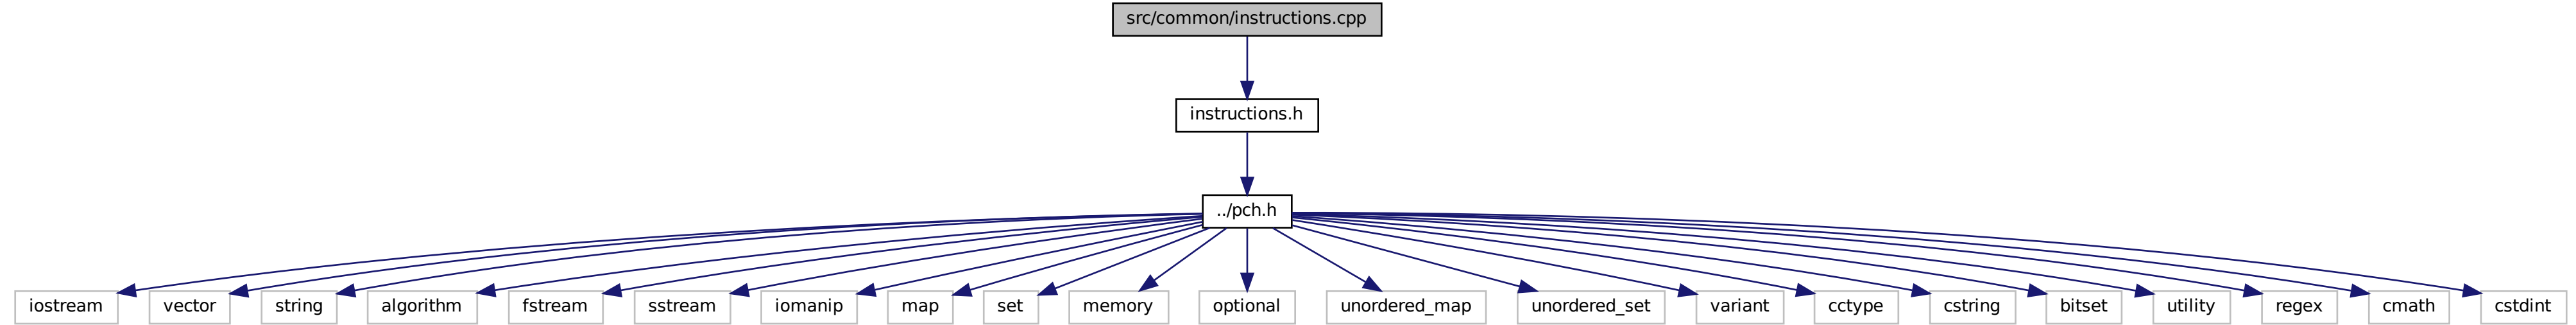 src/common/instructions.cpp
instructions.h
../pch.h
iostream
vector
string
algorithm
fstream
sstream
iomanip
map
set
memory
optional
unordered_map
unordered_set
variant
cctype
cstring
bitset
utility
regex
cmath
cstdint